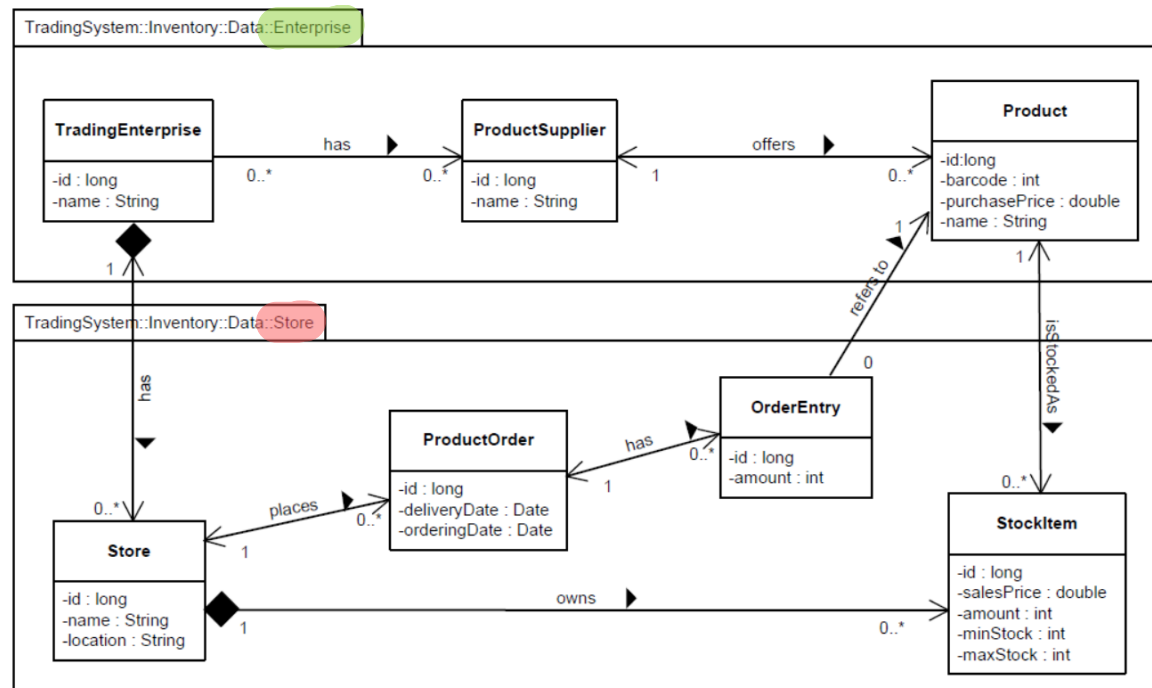 TradingSystem::Inventory::Data::Enterprise
TradingEnterprise
-id : long
-name : String
has
0..*
0..*
ProductSupplier
-id : long
-name : String
offers
1
0..*
Product
-id:long
-barcode : int
-purchasePrice : double
-name : String
1
1
1
refers to
TradingSystem::Inventory::Data::Store
has
0..*
isStockedAs
0..*
0
OrderEntry
-id : long
-amount : int
has
1
0..*
ProductOrder
-id : long
-deliveryDate : Date
-orderingDate : Date
places
1
0..*
Store
-id : long
-name : String
-location : String
owns
1
0..*
StockItem
-id : long
-salesPrice : double
-amount : int
-minStock : int
-maxStock : int